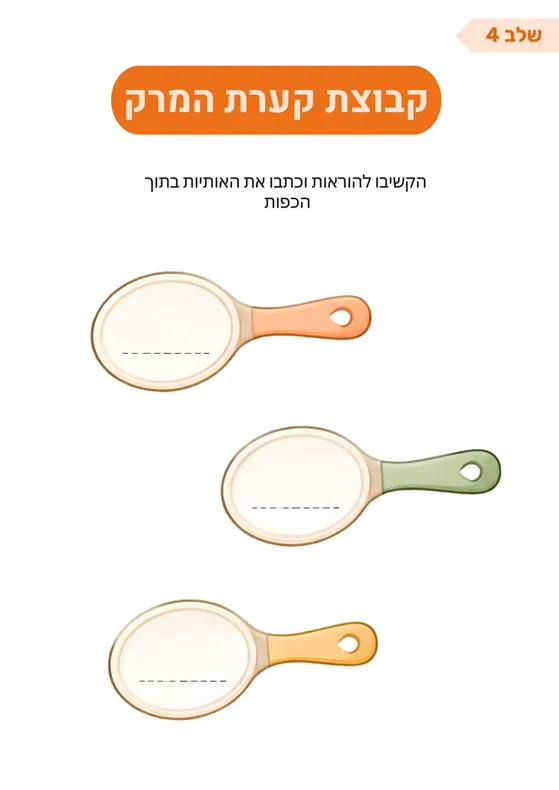 שלב 4
קבוצת קערת המרק
הקשיבו להוראות וכתבו את האותיות בתוך
הכפות